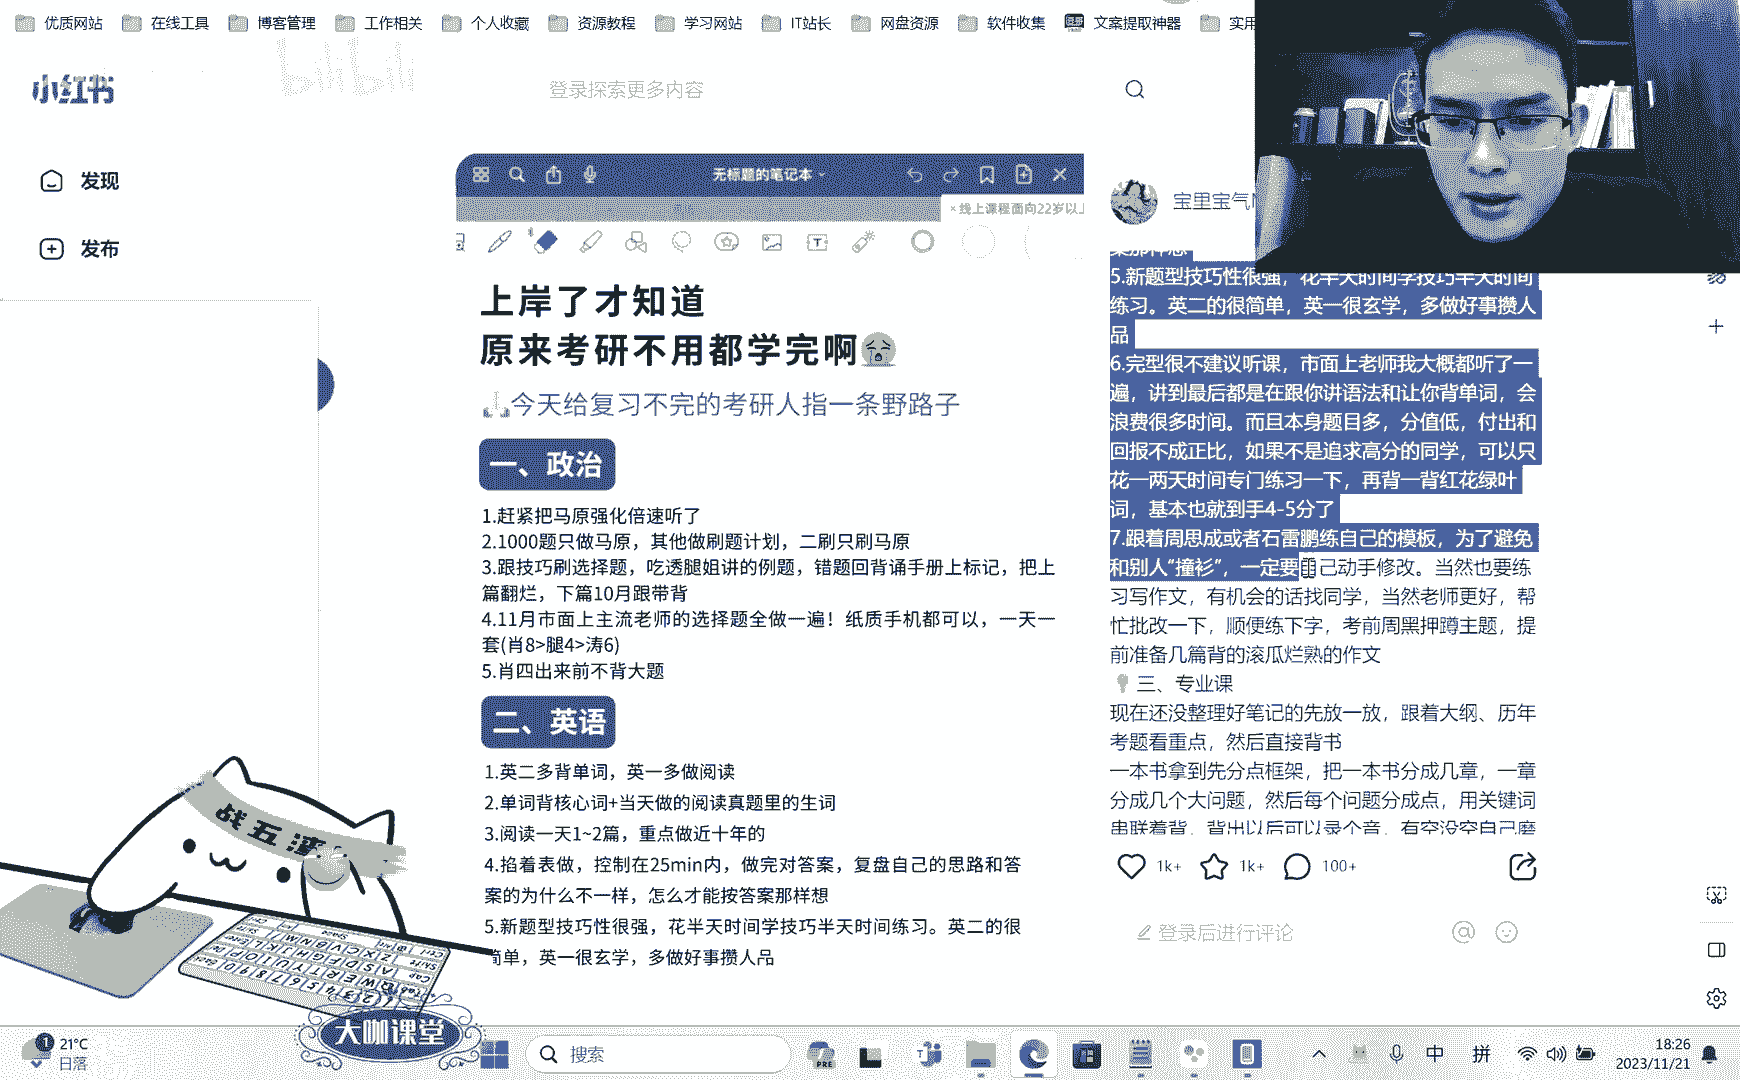 优质网站 在线工具 博客管理 工作相关 个人收藏 资源教程 学习网站 IT站长 网盘资源 软件收集 文案提取神器 实用
bilibili
小红书
登录探索更多内容
发现
发布
无标题的笔记本
× 线上课程面向22岁以上
上岸了才知道
原来考研不用都学完啊
今天给复习不完的考研人指一条野路子
一、政治
1.赶紧把马原强化倍速听了
2.1000题只做马原，其他做刷题计划，二刷只刷马原
3.跟技巧刷选择题，吃透腿姐讲的例题，错题回背诵手册上标记，把上
篇翻烂，下篇10月跟带背
4.11月市面上主流老师的选择题全做一遍！纸质手机都可以，一天一
套(肖8>腿4>涛6)
5.肖四出来前不背大题
二、英语
1.英二多背单词，英一多做阅读
2.单词背核心词+当天做的阅读真题里的生词
3.阅读一天1~2篇，重点做近十年的
4.掐着表做，控制在25min内，做完对答案，复盘自己的思路和答
案的为什么不一样，怎么才能按答案那样想
5.新题型技巧性很强，花半天时间学技巧半天时间练习。英二的很
简单，英一很玄学，多做好事攒人品
宝里宝气
案那样想
5.新题型技巧性很强，花半天时间学技巧半天时间
练习。英二的很简单，英一很玄学，多做好事攒人
品
6.完型很不建议听课，市面上老师我大概都听了一
遍，讲到最后都是在跟你讲语法和让你背单词，会
浪费很多时间。而且本身题目多，分值低，付出和
回报不成正比，如果不是追求高分的同学，可以只
花一两天时间专门练习一下，再背一背红花绿叶
词，基本也就到手4-5分了
7.跟着周思成或者石雷鹏练自己的模板，为了避免
和别人“撞衫”，一定要自己动手修改。当然也要练
习写作文，有机会的话找同学，当然老师更好，帮
忙批改一下，顺便练下字，考前周黑押蹲主题，提
前准备几篇背的滚瓜烂熟的作文
三、专业课
现在还没整理好笔记的先放一放，跟着大纲、历年
考题看重点，然后直接背书
一本书拿到先分点框架，把一本书分成几章，一章
分成几个大问题，然后每个问题分成点，用关键词
串联着背，背出以后可以录个音，有空没空自己磨
1k+ 1k+ 100+
登录后进行评论
战五渣
大咖课堂
1 21°C
日落
搜索
PRE
中 拼
18:26
2023/11/21